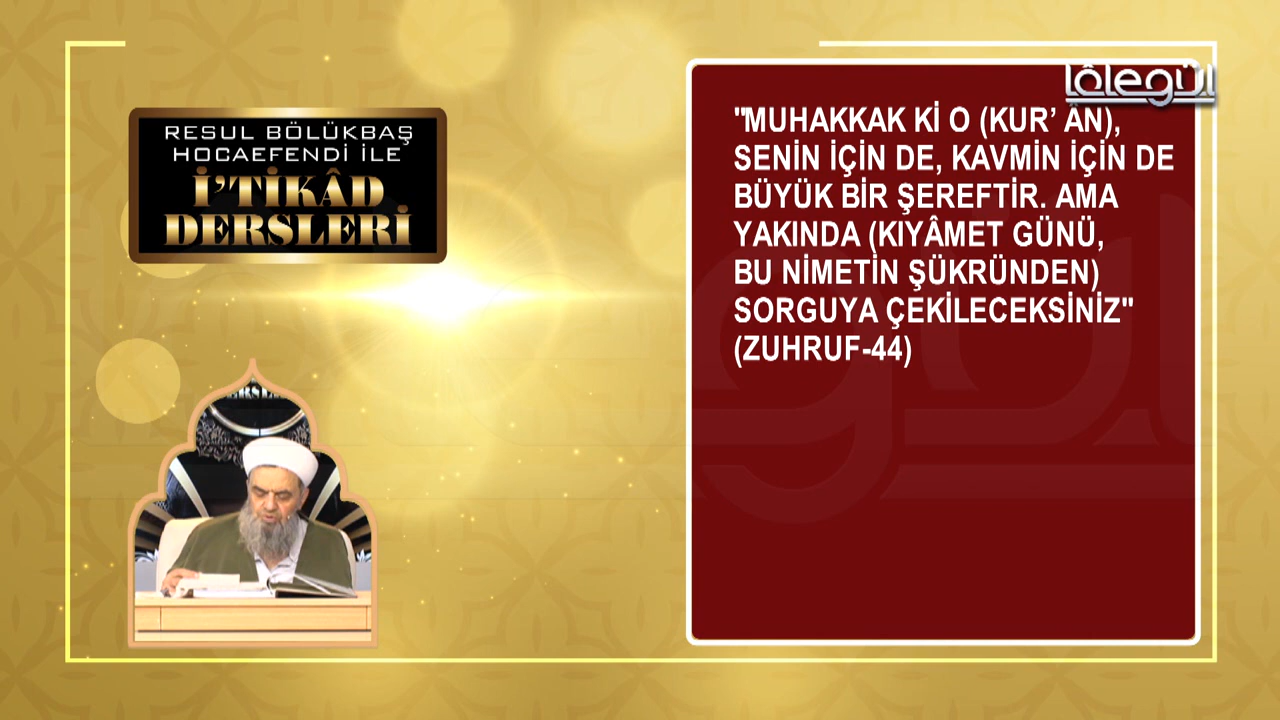 lâlegül
RESUL BÖLÜKBAŞ
HOCAEFENDİ İLE
İ'TİKÂD
DERSLERİ
"MUHAKKAK Kİ O (KUR’ ÂN),
SENİN İÇİN DE, KAVMİN İÇİN DE
BÜYÜK BİR ŞEREFTİR. AMA
YAKINDA (KIYÂMET GÜNÜ,
BU NİMETİN ŞÜKRÜNDEN)
SORGUYA ÇEKİLECEKSİNİZ"
(ZUHRUF-44)